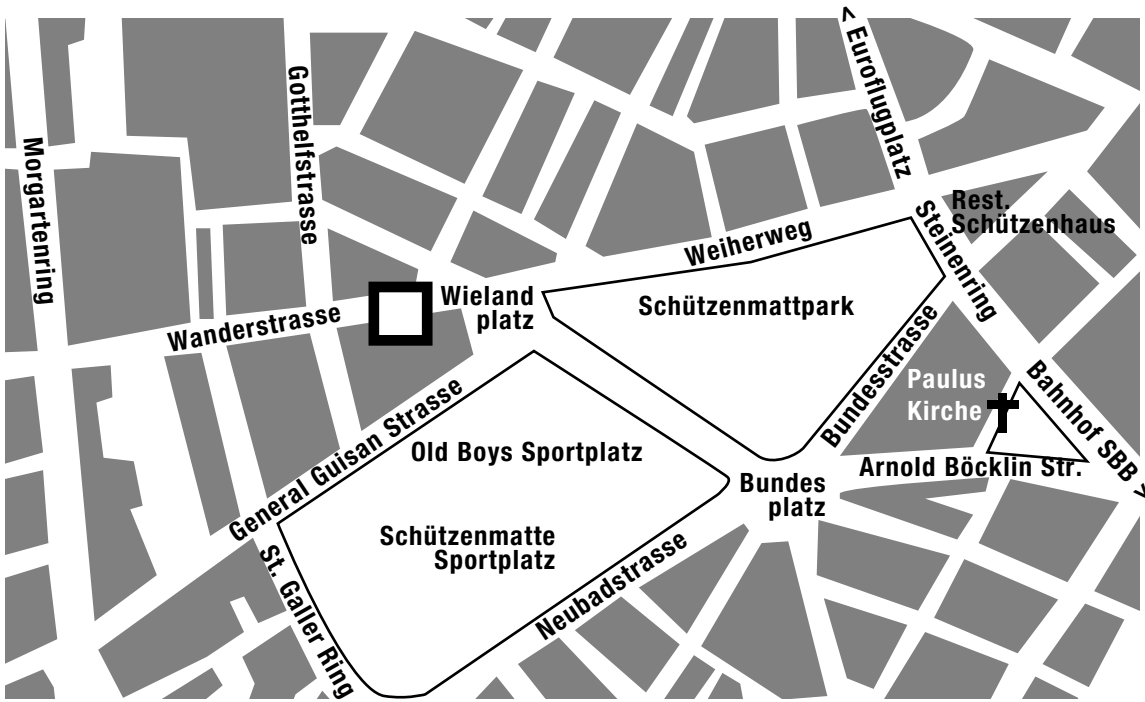 < Euroflugplatz
Gotthelfstrasse
Morgartenring
Rest.
Schützenhaus
Steinenring
Weiherweg
Wieland
platz
Schützenmattpark
Wanderstrasse
Bundesstrasse
Paulus
Kirche
Bahnhof SBB >
General Guisan Strasse
Old Boys Sportplatz
Arnold Böcklin Str.
Bundes
platz
Schützenmatte
Sportplatz
St. Galler Ring
Neubadstrasse